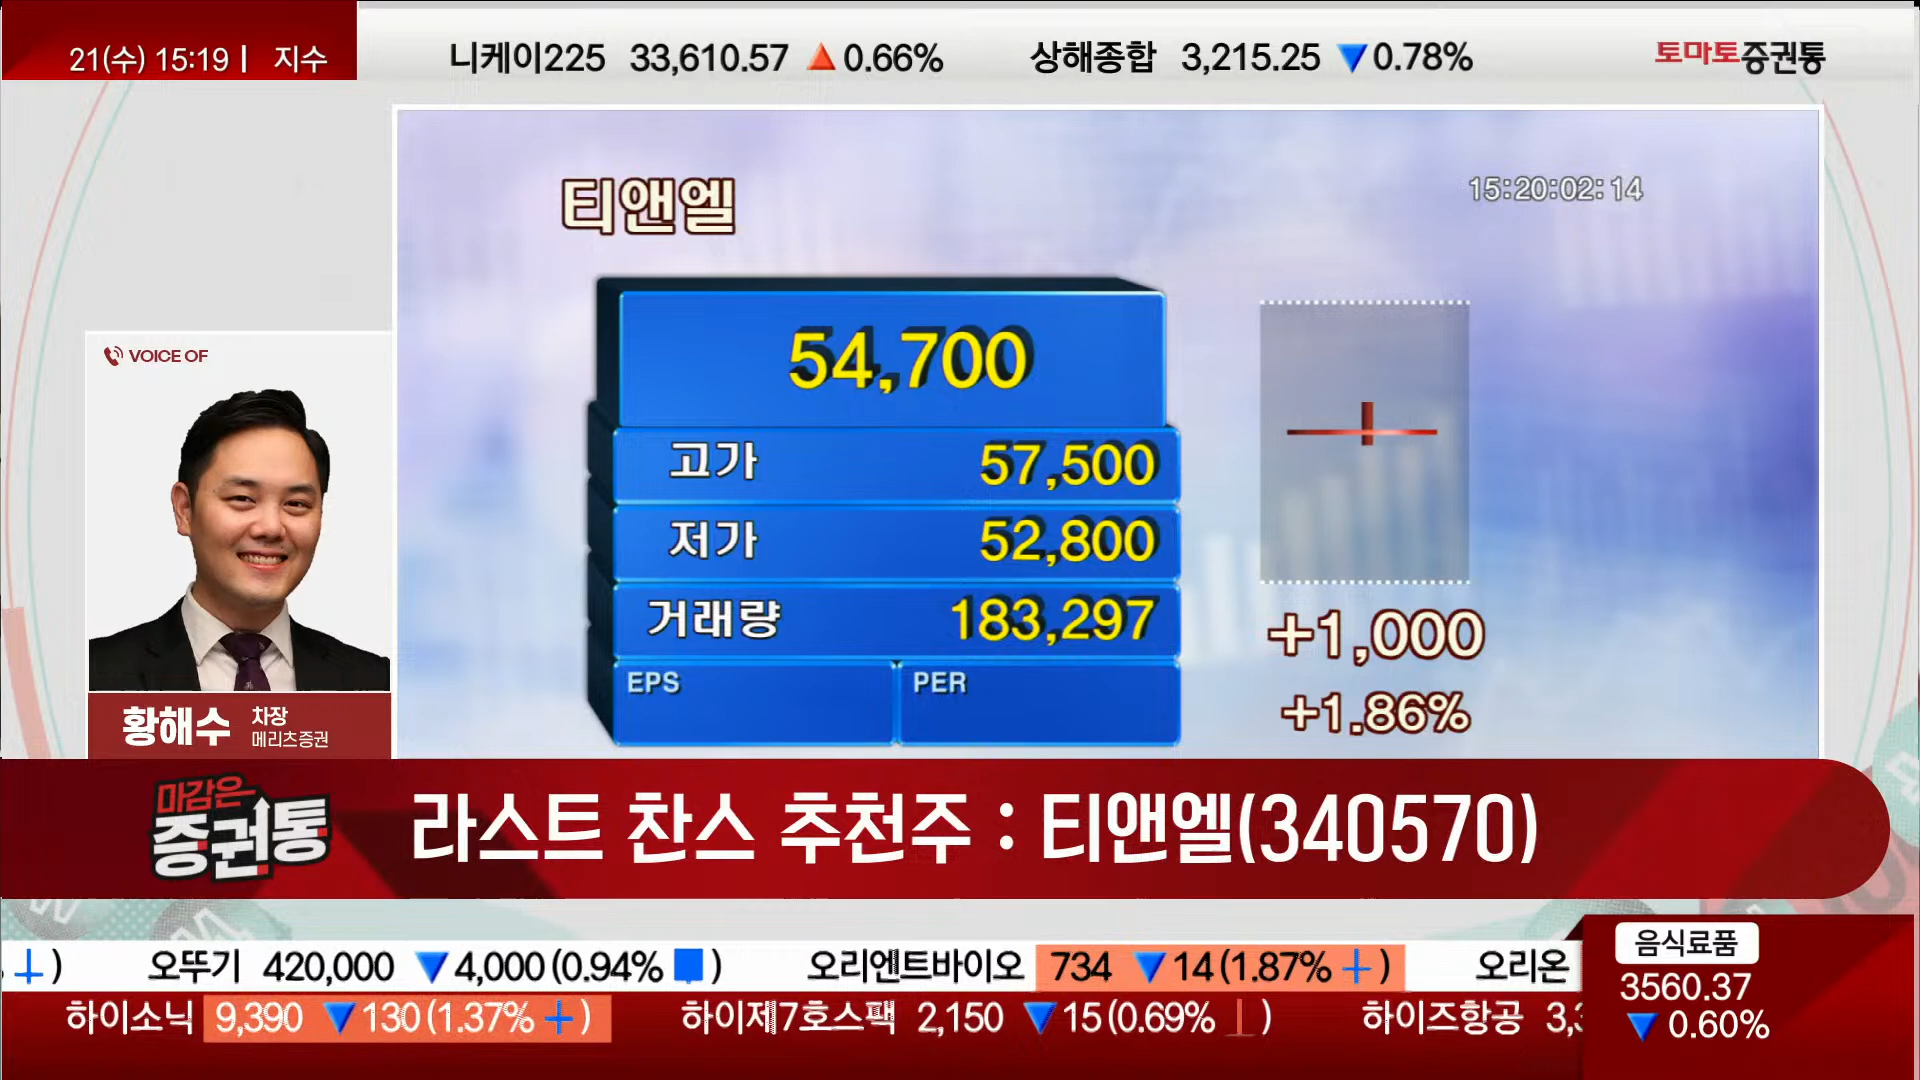 21(수) 15:19 | 지수
니케이225 33,610.57 ▲0.66% 상해종합 3,215.25 ▼0.78%
토마토증권통
티앤엘
15:20:02:14
54,700
고가 57,500
저가 52,800
거래량 183,297
EPS PER
+1,000
+1.86%
VOICE OF
황해수 차장
메리츠증권
마감은
증권통
라스트 찬스 추천주 : 티앤엘(340570)
) 오뚜기 420,000 ▼4,000(0.94% ) 오리엔트바이오 734 ▼14(1.87% ) 오리온
하이소닉 9,390 ▼130(1.37% ) 하이제7호스팩 2,150 ▼15(0.69% ) 하이즈항공
음식료품
3560.37
▼0.60%